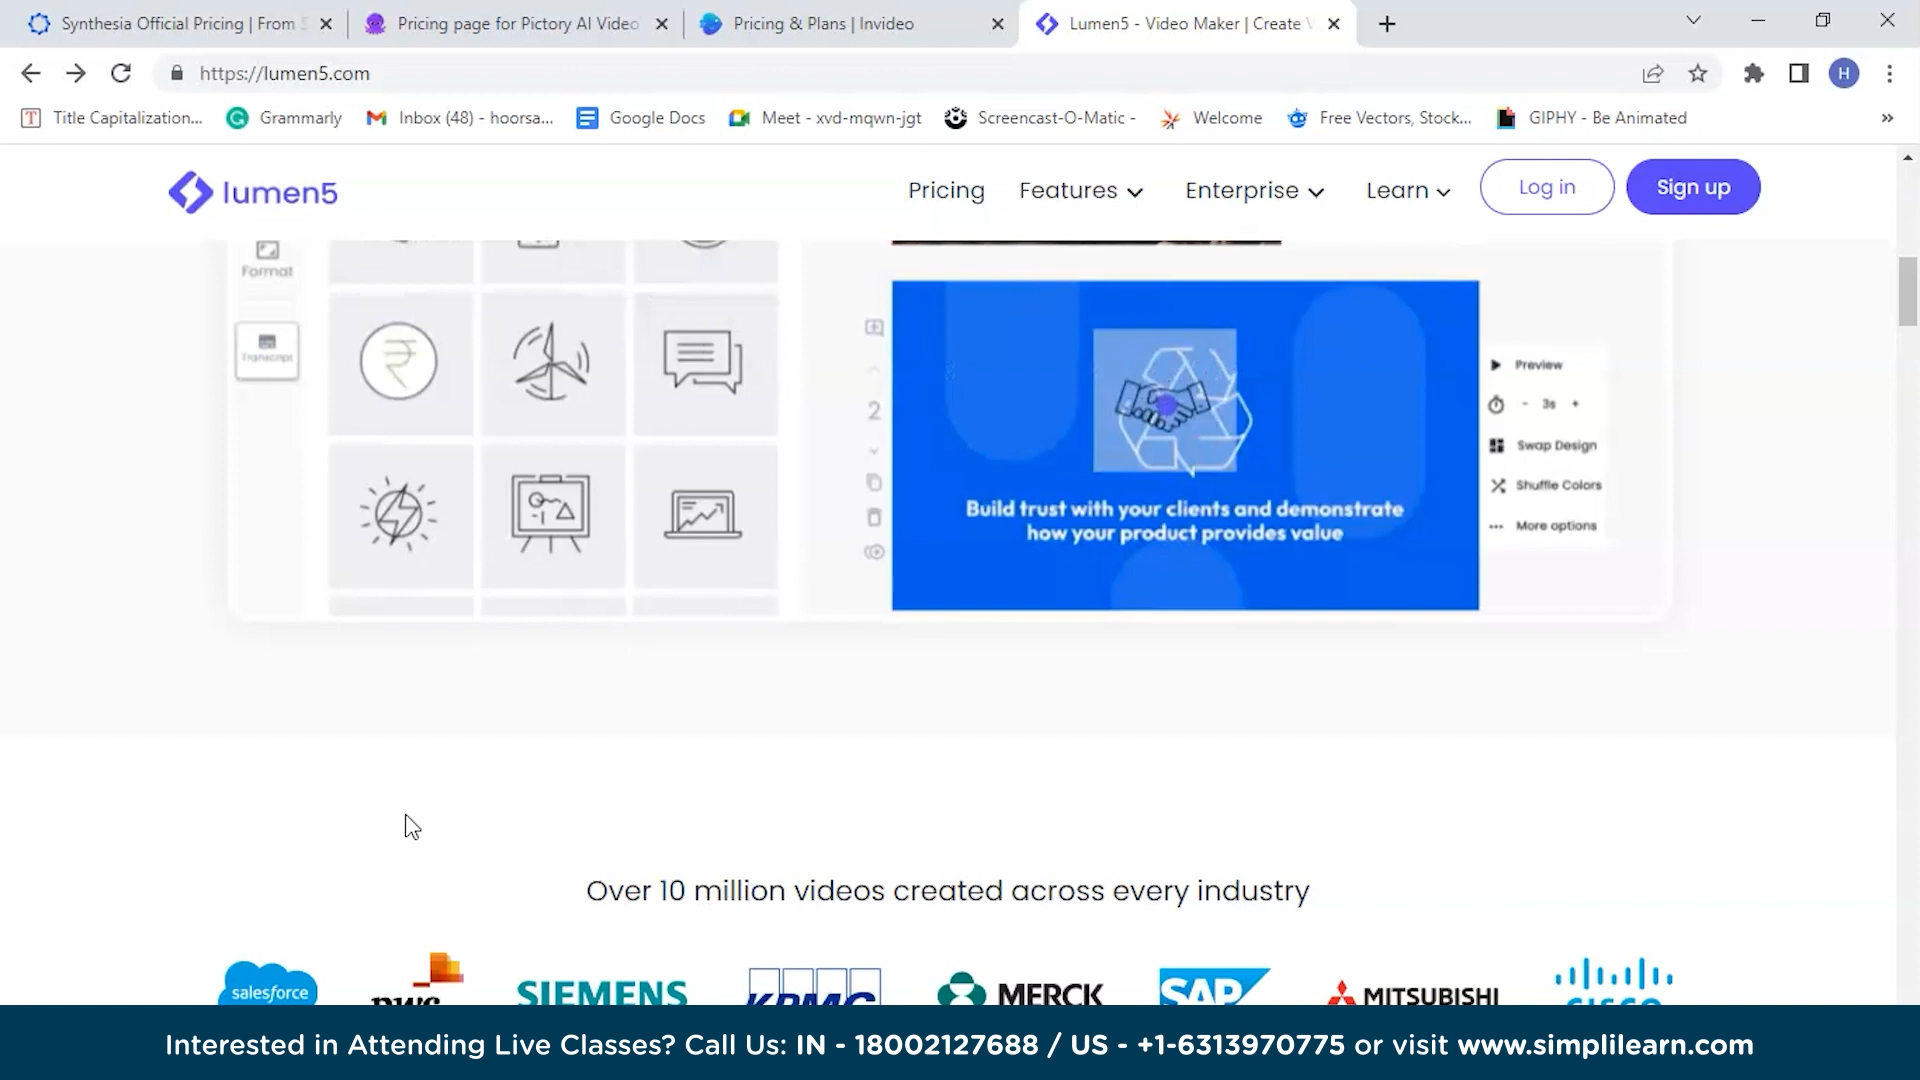 Synthesia Official Pricing | From
Pricing page for Pictory AI Video
Pricing & Plans | Invideo
Lumen5 - Video Maker | Create
https://lumen5.com
H
Title Capitalization...
Grammarly
Inbox (48) - hoorsa...
Google Docs
Meet - xvd-mqwn-jgt
Screencast-O-Matic -
Welcome
Free Vectors, Stock...
GIPHY - Be Animated
»
lumen5
Pricing
Features
Enterprise
Learn
Log in
Sign up
Format
Transcript
2
Build trust with your clients and demonstrate
how your product provides value
Preview
- 3s +
Swap Design
Shuffle Colors
More options
Over 10 million videos created across every industry
salesforce
pwc
SIEMENS
KPMG
MERCK
SAP
MITSUBISHI
CISCO
Interested in Attending Live Classes? Call Us: IN - 18002127688 / US - +1-6313970775 or visit www.simplilearn.com